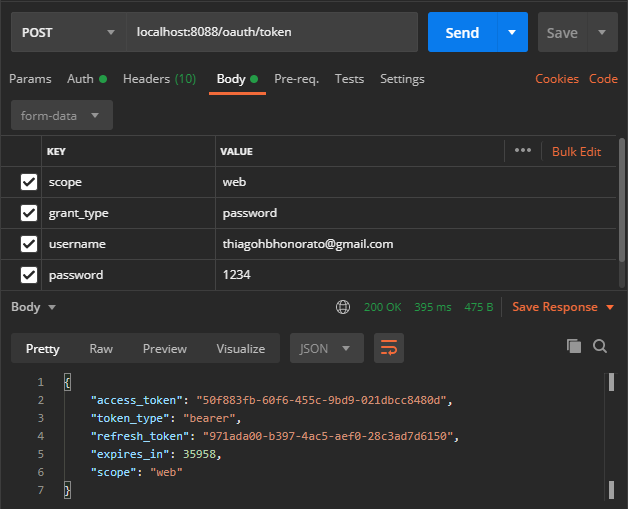 POST localhost:8088/oauth/token Send Save
Params Auth Headers (10) Body Pre-req. Tests Settings Cookies Code
form-data
KEY VALUE ••• Bulk Edit
scope web
grant_type password
username thiagohbhonorato@gmail.com
password 1234
Body 200 OK 395 ms 475 B Save Response
Pretty Raw Preview Visualize JSON
1 {
2 "access_token": "50f883fb-60f6-455c-9bd9-021dbcc8480d",
3 "token_type": "bearer",
4 "refresh_token": "971ada00-b397-4ac5-aef0-28c3ad7d6150",
5 "expires_in": 35958,
6 "scope": "web"
7 }